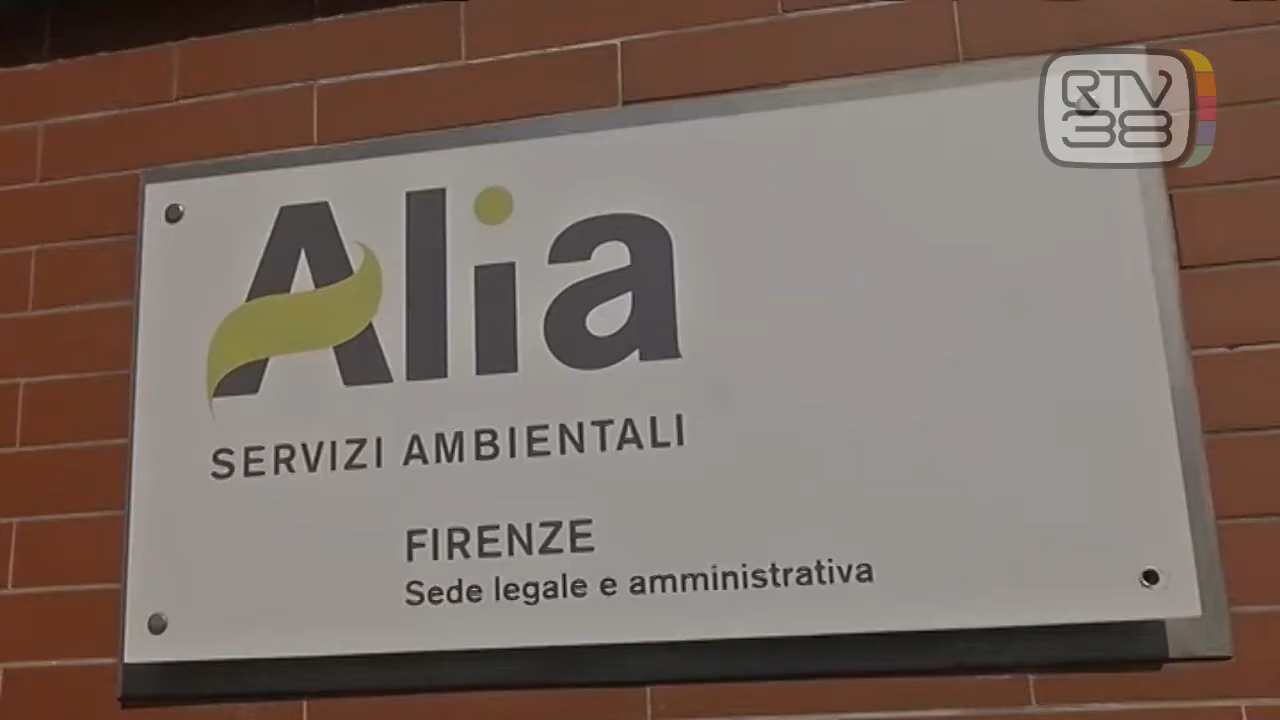 RTV
38
Alia
SERVIZI AMBIENTALI
FIRENZE
Sede legale e amministrativa